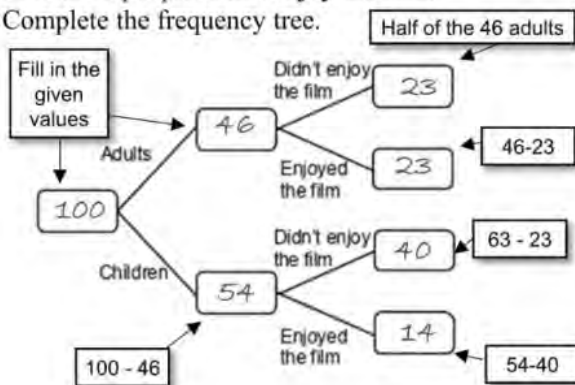 Complete the frequency tree.
Half of the 46 adults
Fill in the
given
values
Didn't enjoy
the film
23
46
Adults
Enjoyed
the film
23
46-23
100
Didn't enjoy
the film
40
63 - 23
Children
54
Enjoyed
the film
14
100 - 46
54-40